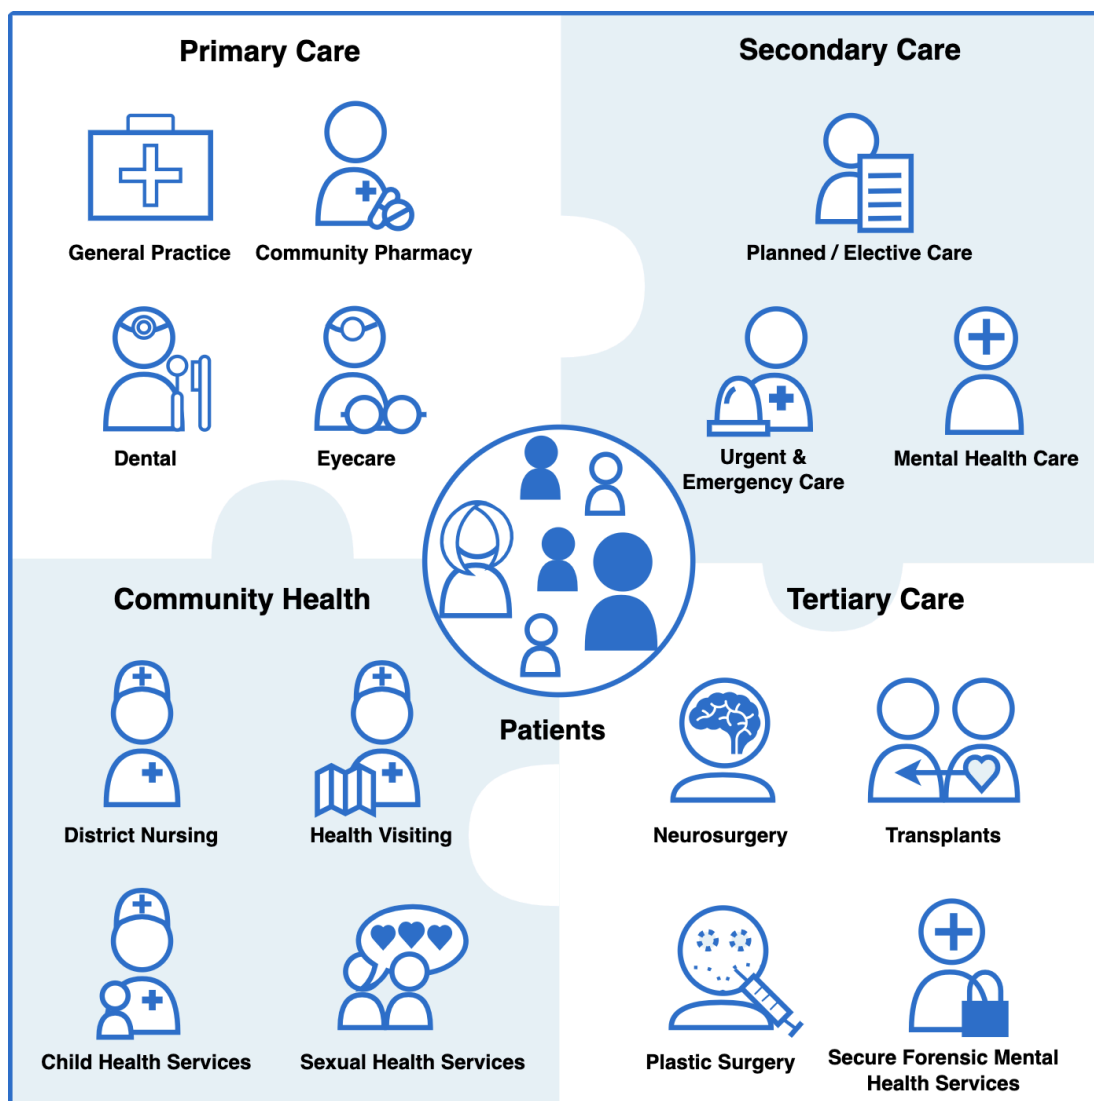 Primary Care
General Practice
Community Pharmacy
Dental
Eyecare
Secondary Care
Planned / Elective Care
Urgent &
Emergency Care
Mental Health Care
Patients
Community Health
District Nursing
Health Visiting
Child Health Services
Sexual Health Services
Tertiary Care
Neurosurgery
Transplants
Plastic Surgery
Secure Forensic Mental
Health Services